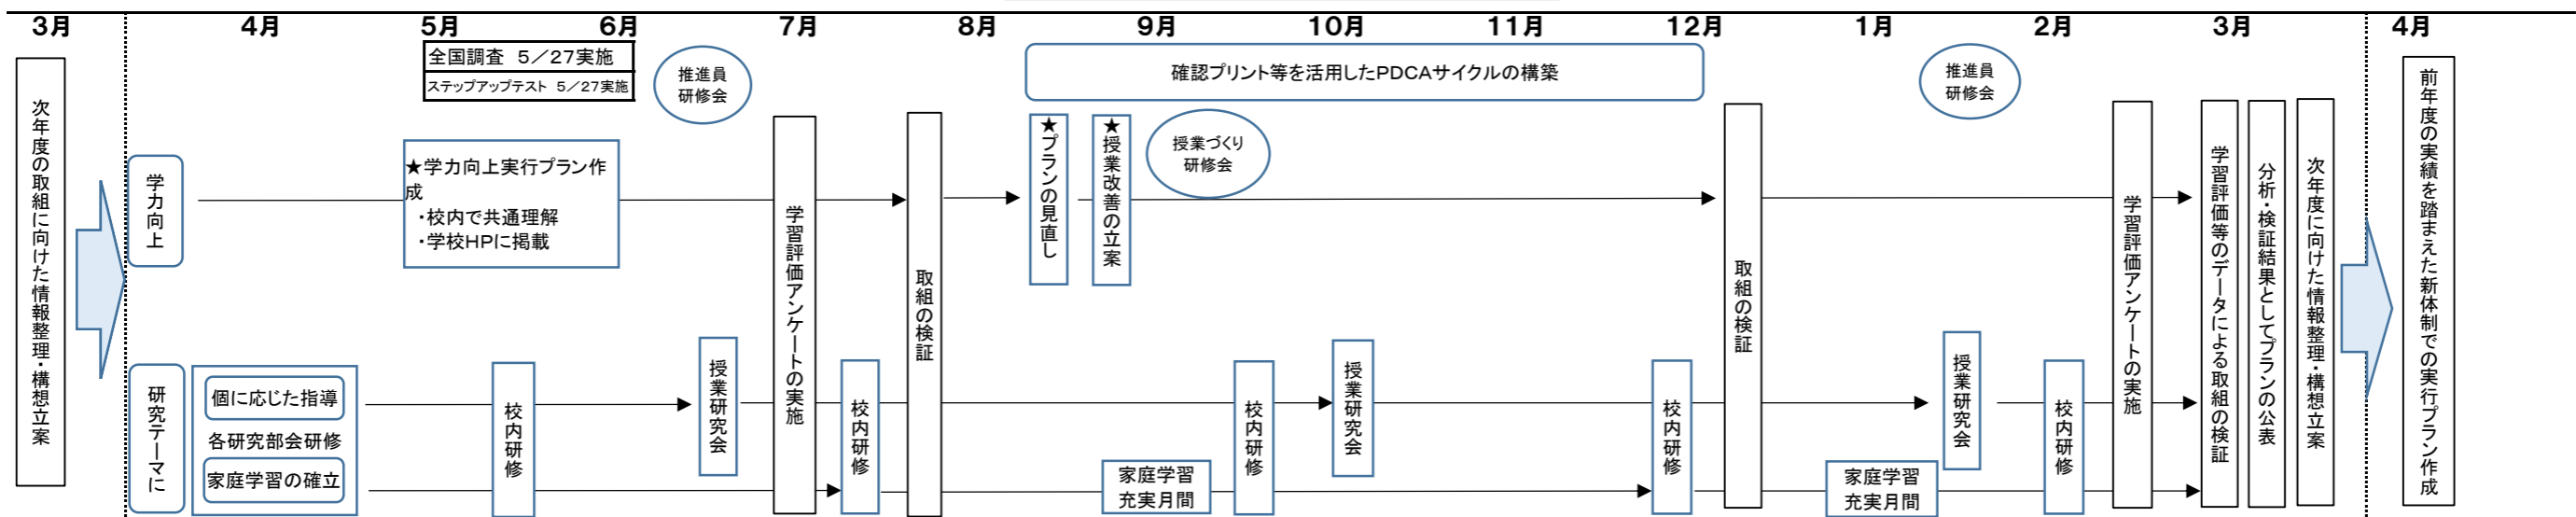 3月
4月
5月
6月
7月
8月
9月
10月
11月
12月
1月
2月
3月
4月
次年度の取組に向けた情報整理・構想立案
学力向上
全国調査 5／27実施
ステップアップテスト 5／27実施
推進員
研修会
★学力向上実行プラン作
成
・校内で共通理解
・学校HPに掲載
学習評価アンケートの実施
取組の検証
確認プリント等を活用したPDCAサイクルの構築
★プランの見直し
★授業改善の立案
授業づくり
研修会
取組の検証
推進員
研修会
学習評価アンケートの実施
学習評価等のデータによる取組の検証
分析・検証結果としてプランの公表
次年度に向けた情報整理・構想立案
前年度の実績を踏まえた新体制での実行プラン作成
研究テーマに
個に応じた指導
各研究部会研修
家庭学習の確立
校内研修
授業研究会
校内研修
家庭学習
充実月間
校内研修
授業研究会
校内研修
家庭学習
充実月間
授業研究会
校内研修